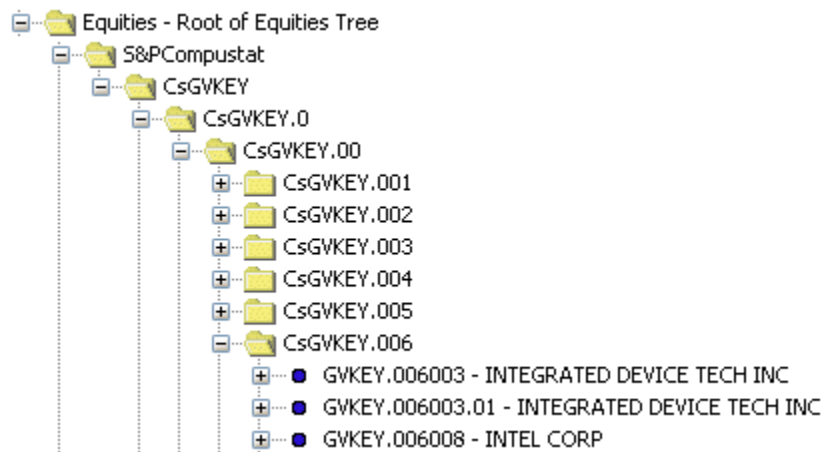 Equities - Root of Equities Tree
S&PCompustat
CsGVKEY
CsGVKEY.0
CsGVKEY.00
CsGVKEY.001
CsGVKEY.002
CsGVKEY.003
CsGVKEY.004
CsGVKEY.005
CsGVKEY.006
GVKEY.006003 - INTEGRATED DEVICE TECH INC
GVKEY.006003.01 - INTEGRATED DEVICE TECH INC
GVKEY.006008 - INTEL CORP